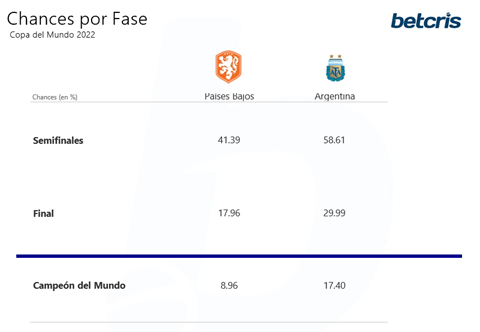 Chances por Fase
betcris
Copa del Mundo 2022
Chances (en %) Países Bajos Argentina
Semifinales 41.39 58.61
Final 17.96 29.99
Campeón del Mundo 8.96 17.40